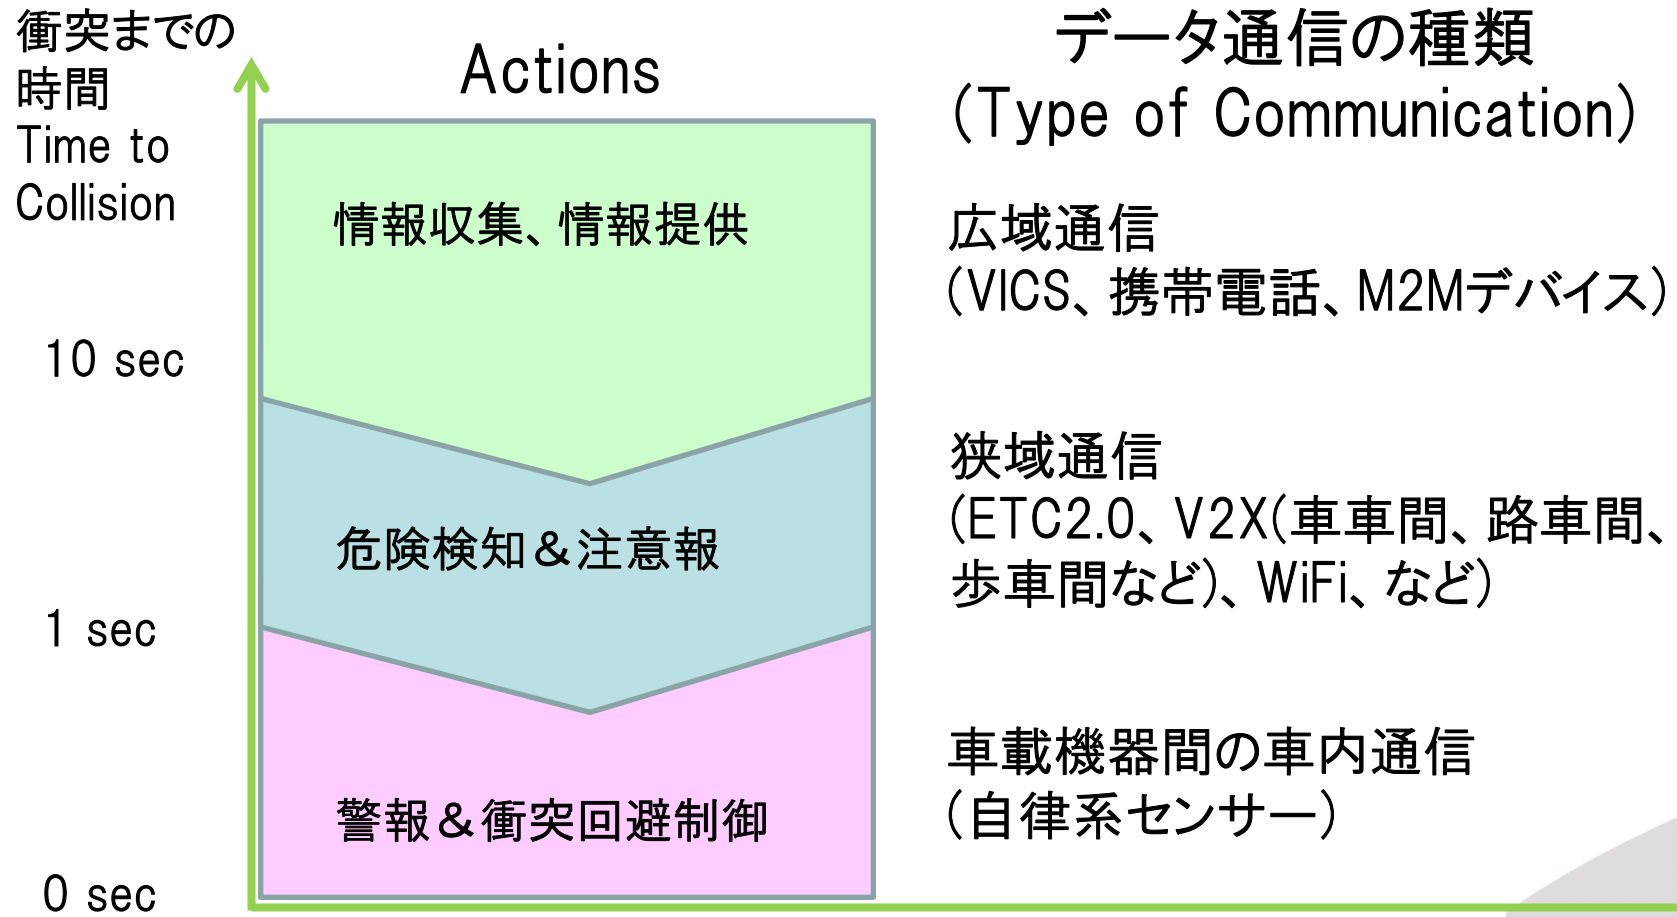 衝突までの
時間
Time to
Collision
Actions
データ通信の種類
(Type of Communication)
情報収集、情報提供
広域通信
(VICS、携帯電話、M2Mデバイス)
10 sec
狭域通信
(ETC2.0、V2X(車車間、路車間、
歩車間など)、WiFi、など)
危険検知＆注意報
1 sec
車載機器間の車内通信
(自律系センサー)
警報＆衝突回避制御
0 sec